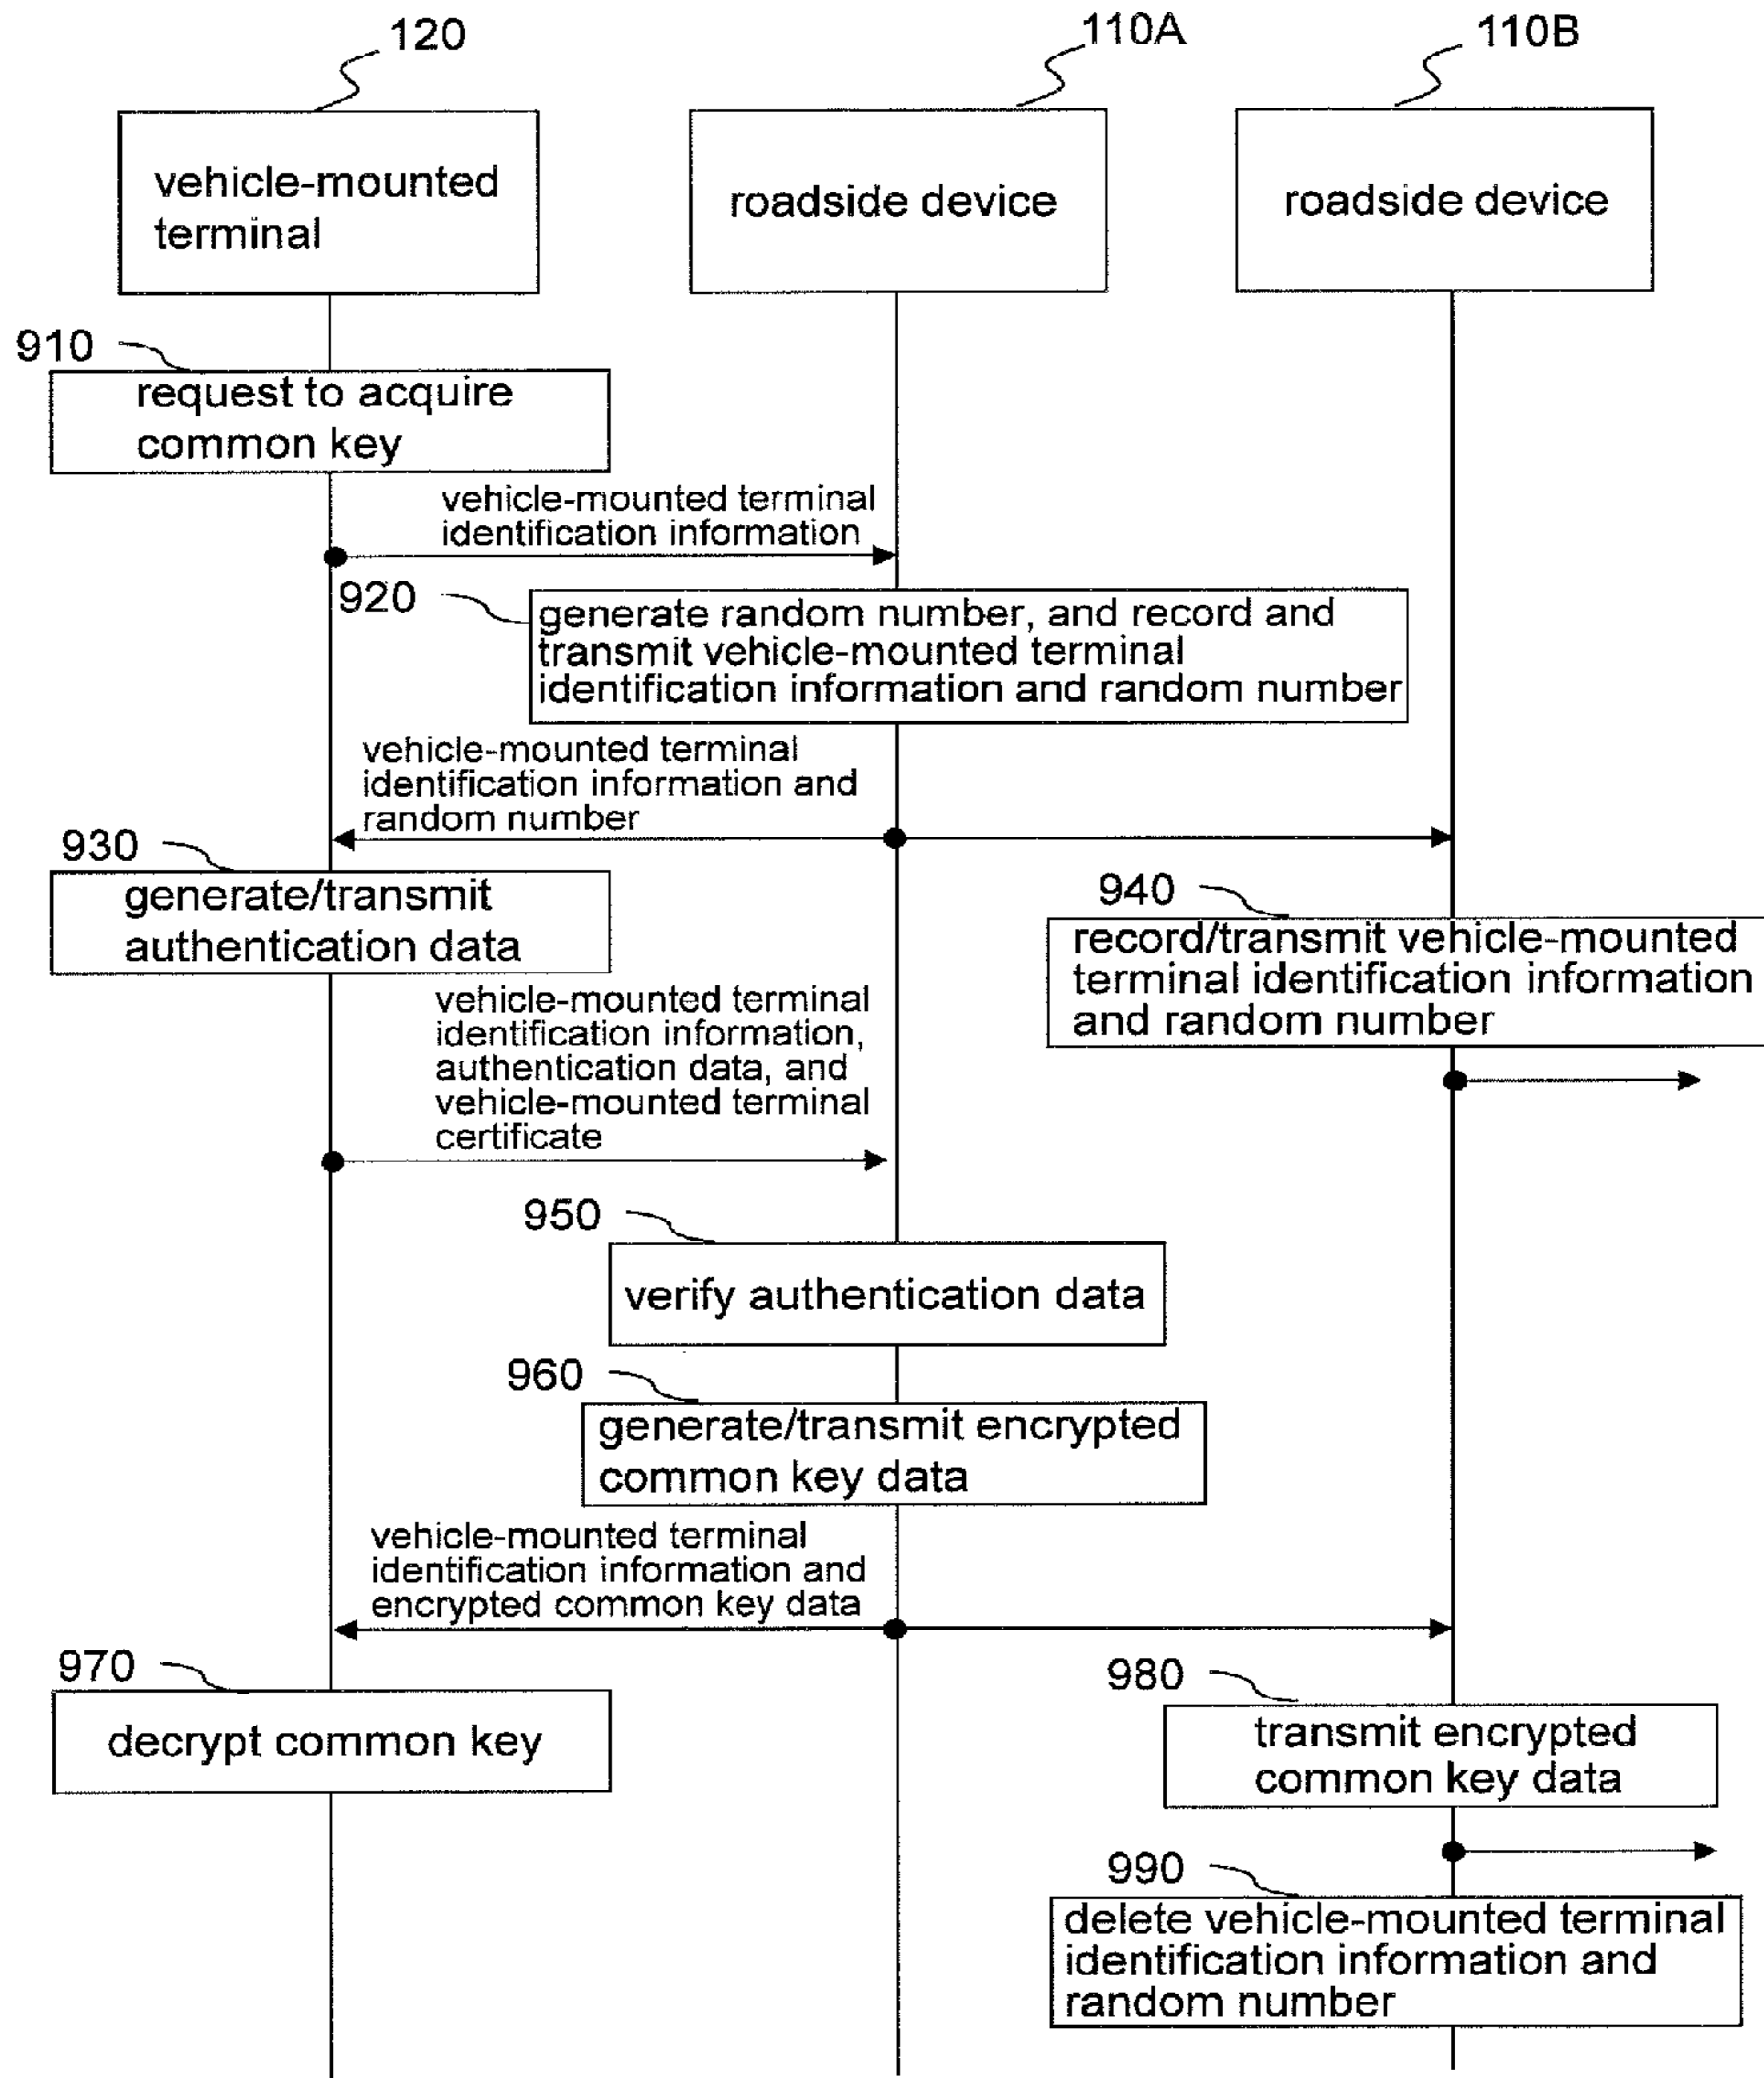 120
110A
110B
vehicle-mounted
terminal
roadside device
roadside device
910
request to acquire
common key
vehicle-mounted terminal
identification information
920
generate random number, and record and
transmit vehicle-mounted terminal
identification information and random number
vehicle-mounted terminal
identification information and
random number
930
generate/transmit
authentication data
940
record/transmit vehicle-mounted
terminal identification information
and random number
vehicle-mounted terminal
identification information,
authentication data, and
vehicle-mounted terminal
certificate
950
verify authentication data
960
generate/transmit encrypted
common key data
vehicle-mounted terminal
identification information and
encrypted common key data
970
decrypt common key
980
transmit encrypted
common key data
990
delete vehicle-mounted terminal
identification information and
random number